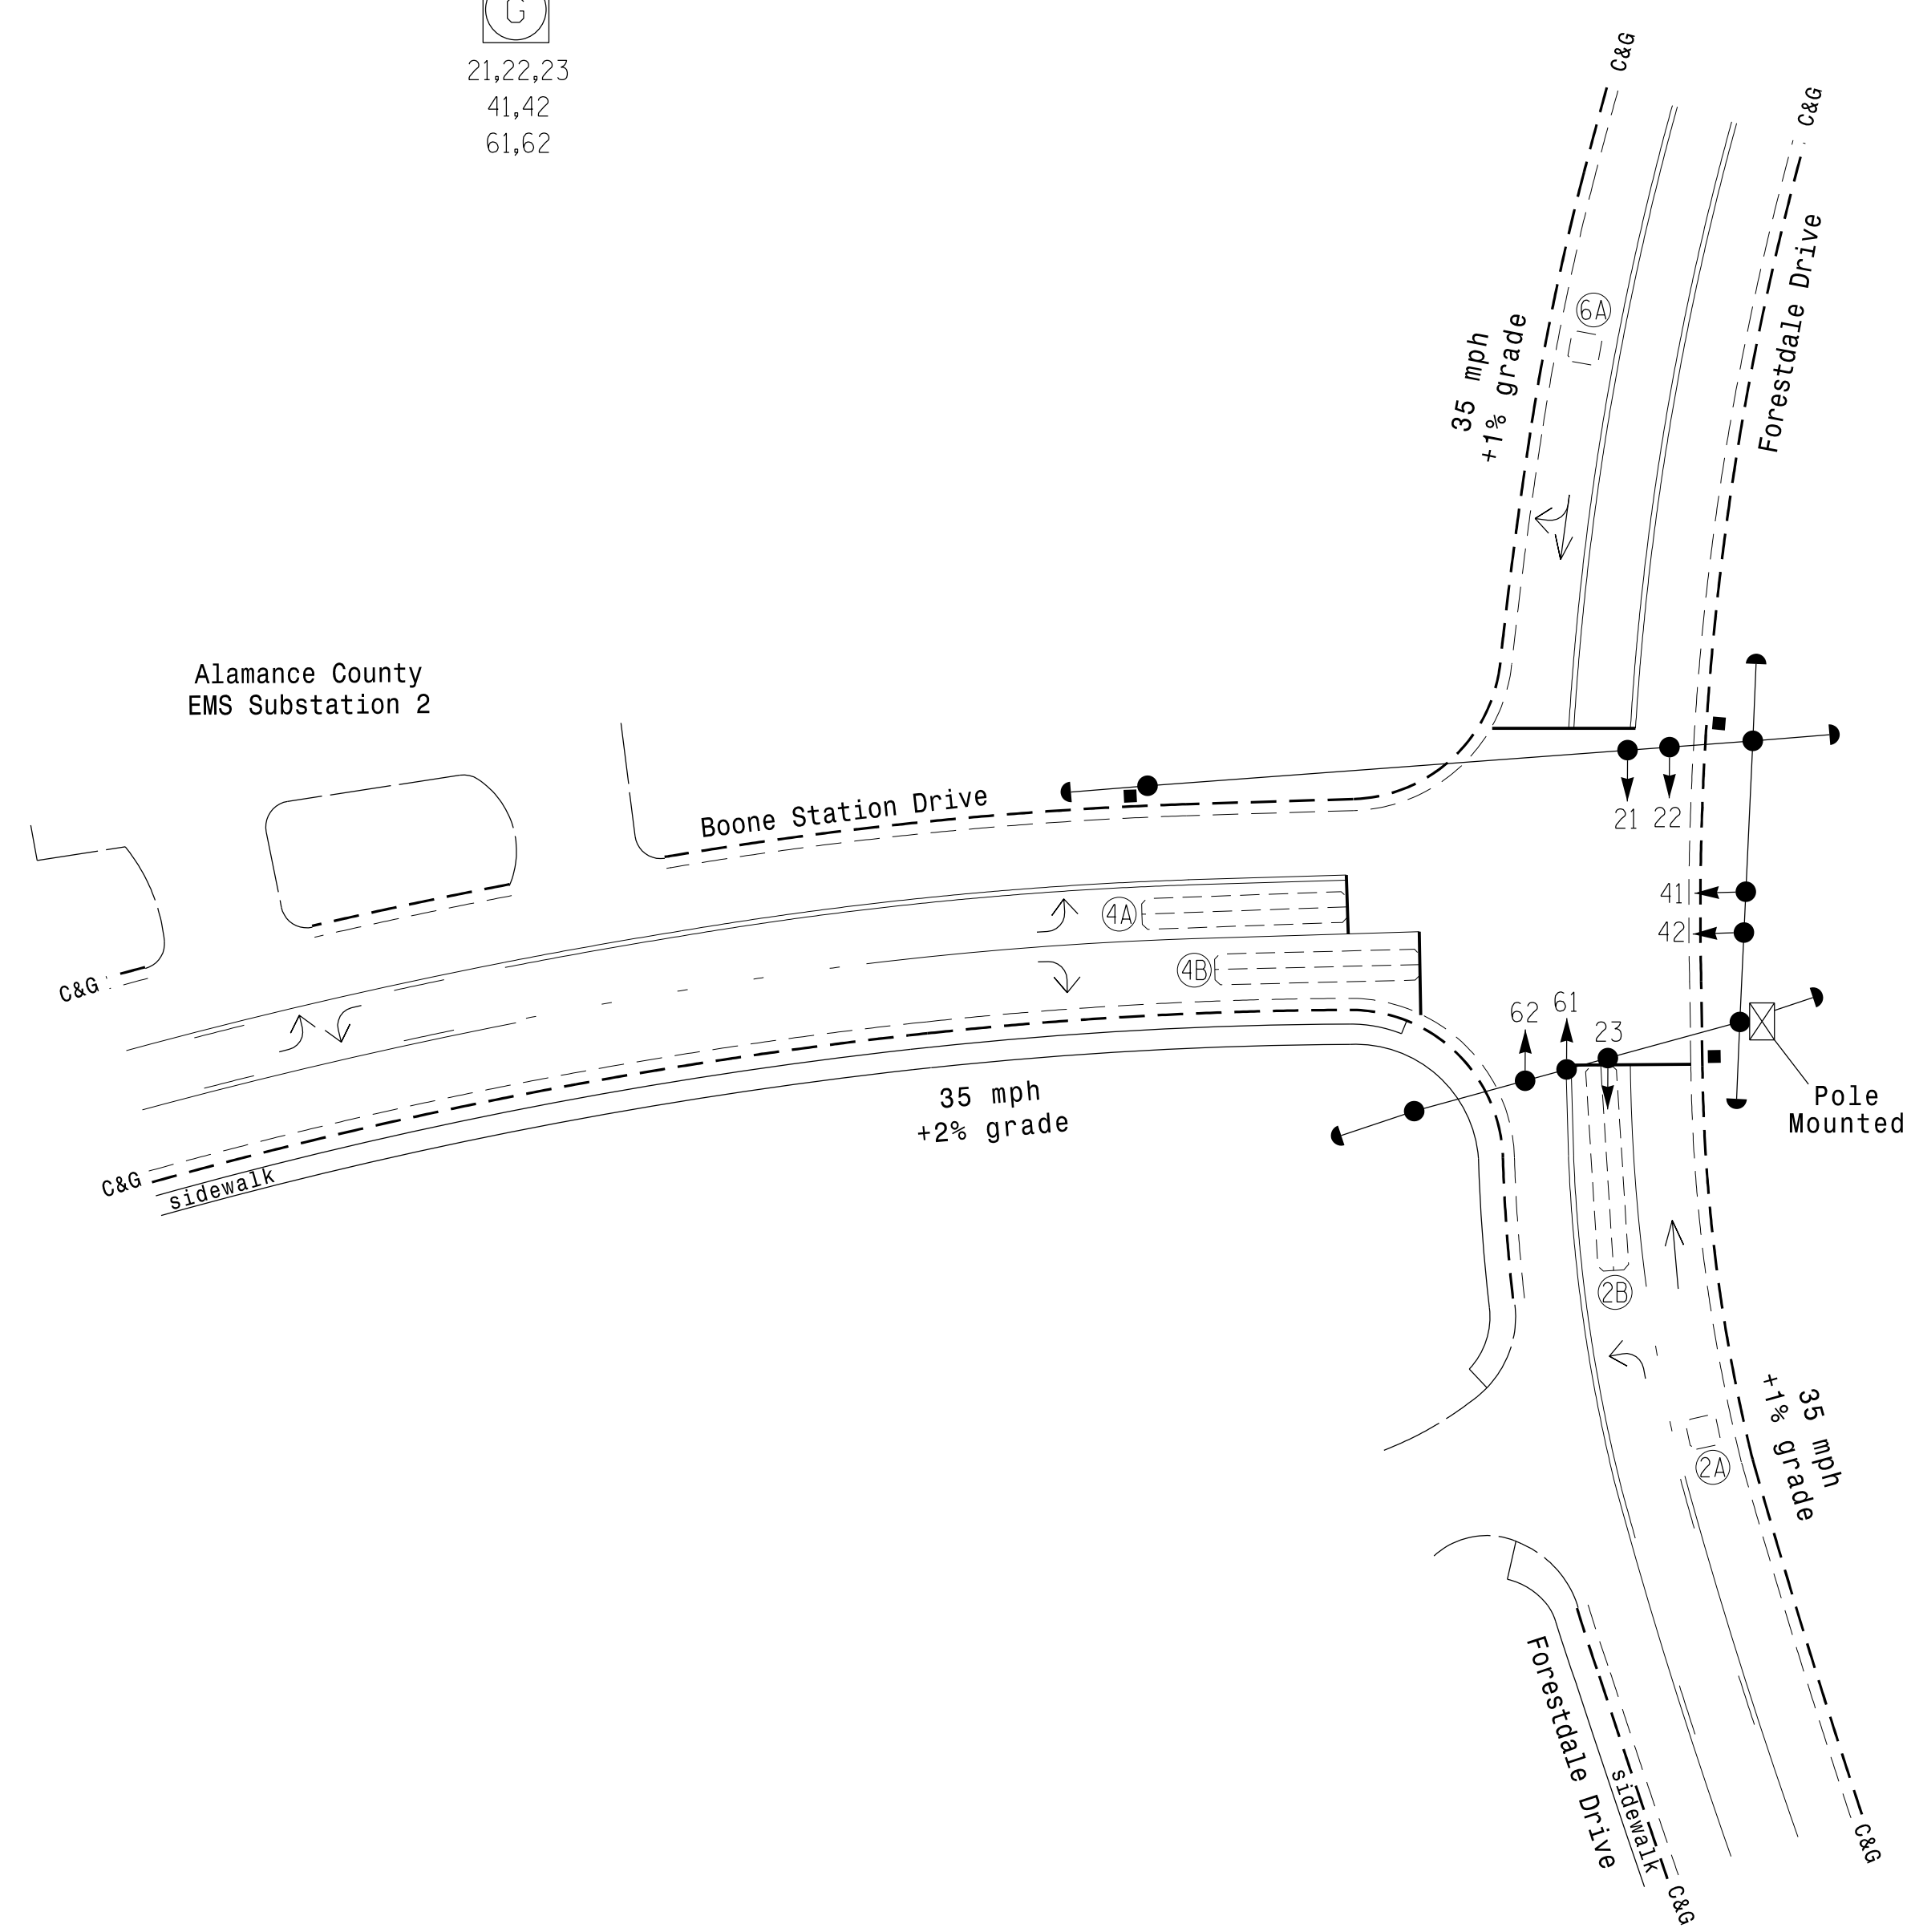 G
21,22,23
41,42
61,62
C&G
C&G
Forestdale Drive
6A
35 mph
+1% grade
Alamance County
EMS Substation 2
Boone Station Drive
21 22
41
42
4A
4B
C&G
62 61
23
35 mph
+2% grade
Pole
Mounted
C&G
sidewalk
2B
35 mph
+1% grade
2A
Forestdale Drive
sidewalk
C&G
C&G